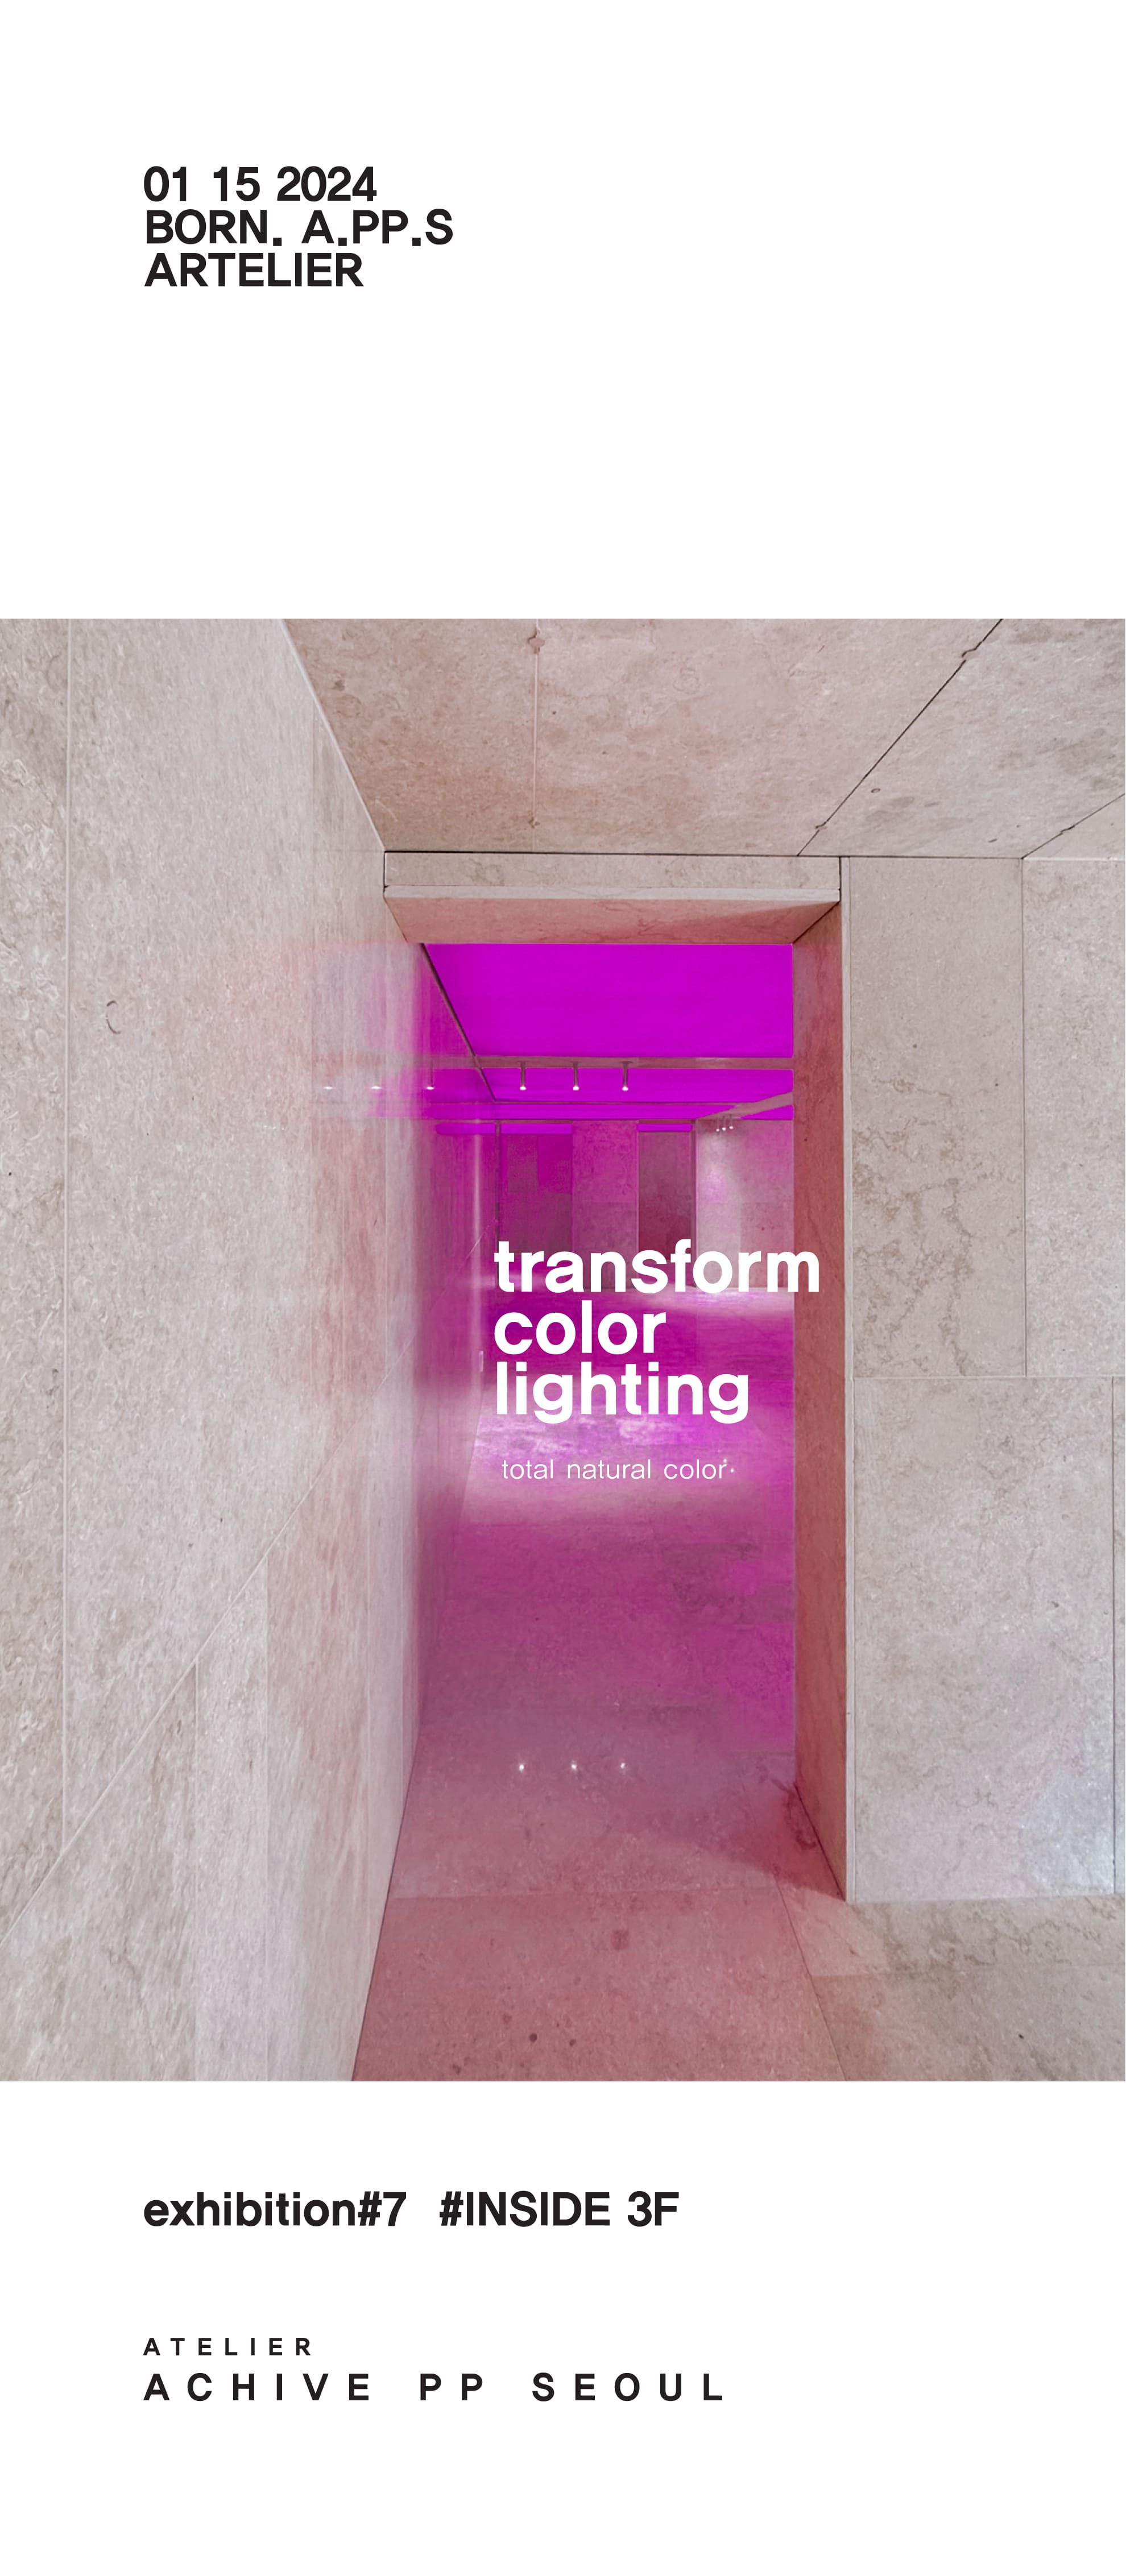 01 15 2024
BORN. A.PP.S
ARTELIER
transform
color
lighting
total natural color
exhibition#7 #INSIDE 3F
ATELIER
ACHIVE PP SEOUL